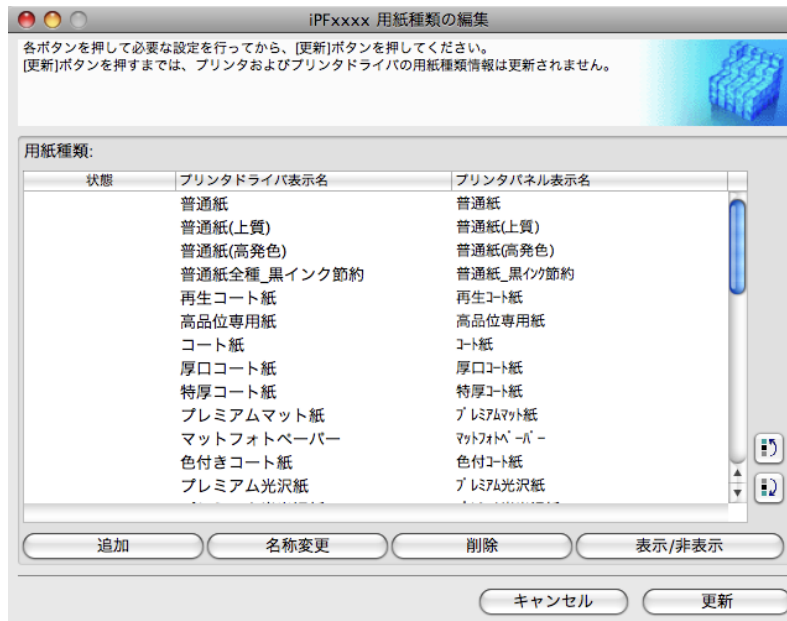 iPFxxxx 用紙種類の編集
各ボタンを押して必要な設定を行ってから、[更新]ボタンを押してください。
[更新]ボタンを押すまでは、プリンタおよびプリンタドライバの用紙種類情報は更新されません。
用紙種類:
状態 プリンタドライバ表示名 プリンタパネル表示名
普通紙 普通紙
普通紙(上質) 普通紙(上質)
普通紙(高発色) 普通紙(高発色)
普通紙全種_黒インク節約 普通紙_黒インク節約
再生コート紙 再生コート紙
高品位専用紙 高品位専用紙
コート紙 コート紙
厚口コート紙 厚口コート紙
特厚コート紙 特厚コート紙
プレミアムマット紙 プレミアムマット紙
マットフォトペーパー マットフォトペーパー
色付きコート紙 色付コート紙
プレミアム光沢紙 プレミアム光沢紙
追加 名称変更 削除 表示/非表示
キャンセル 更新